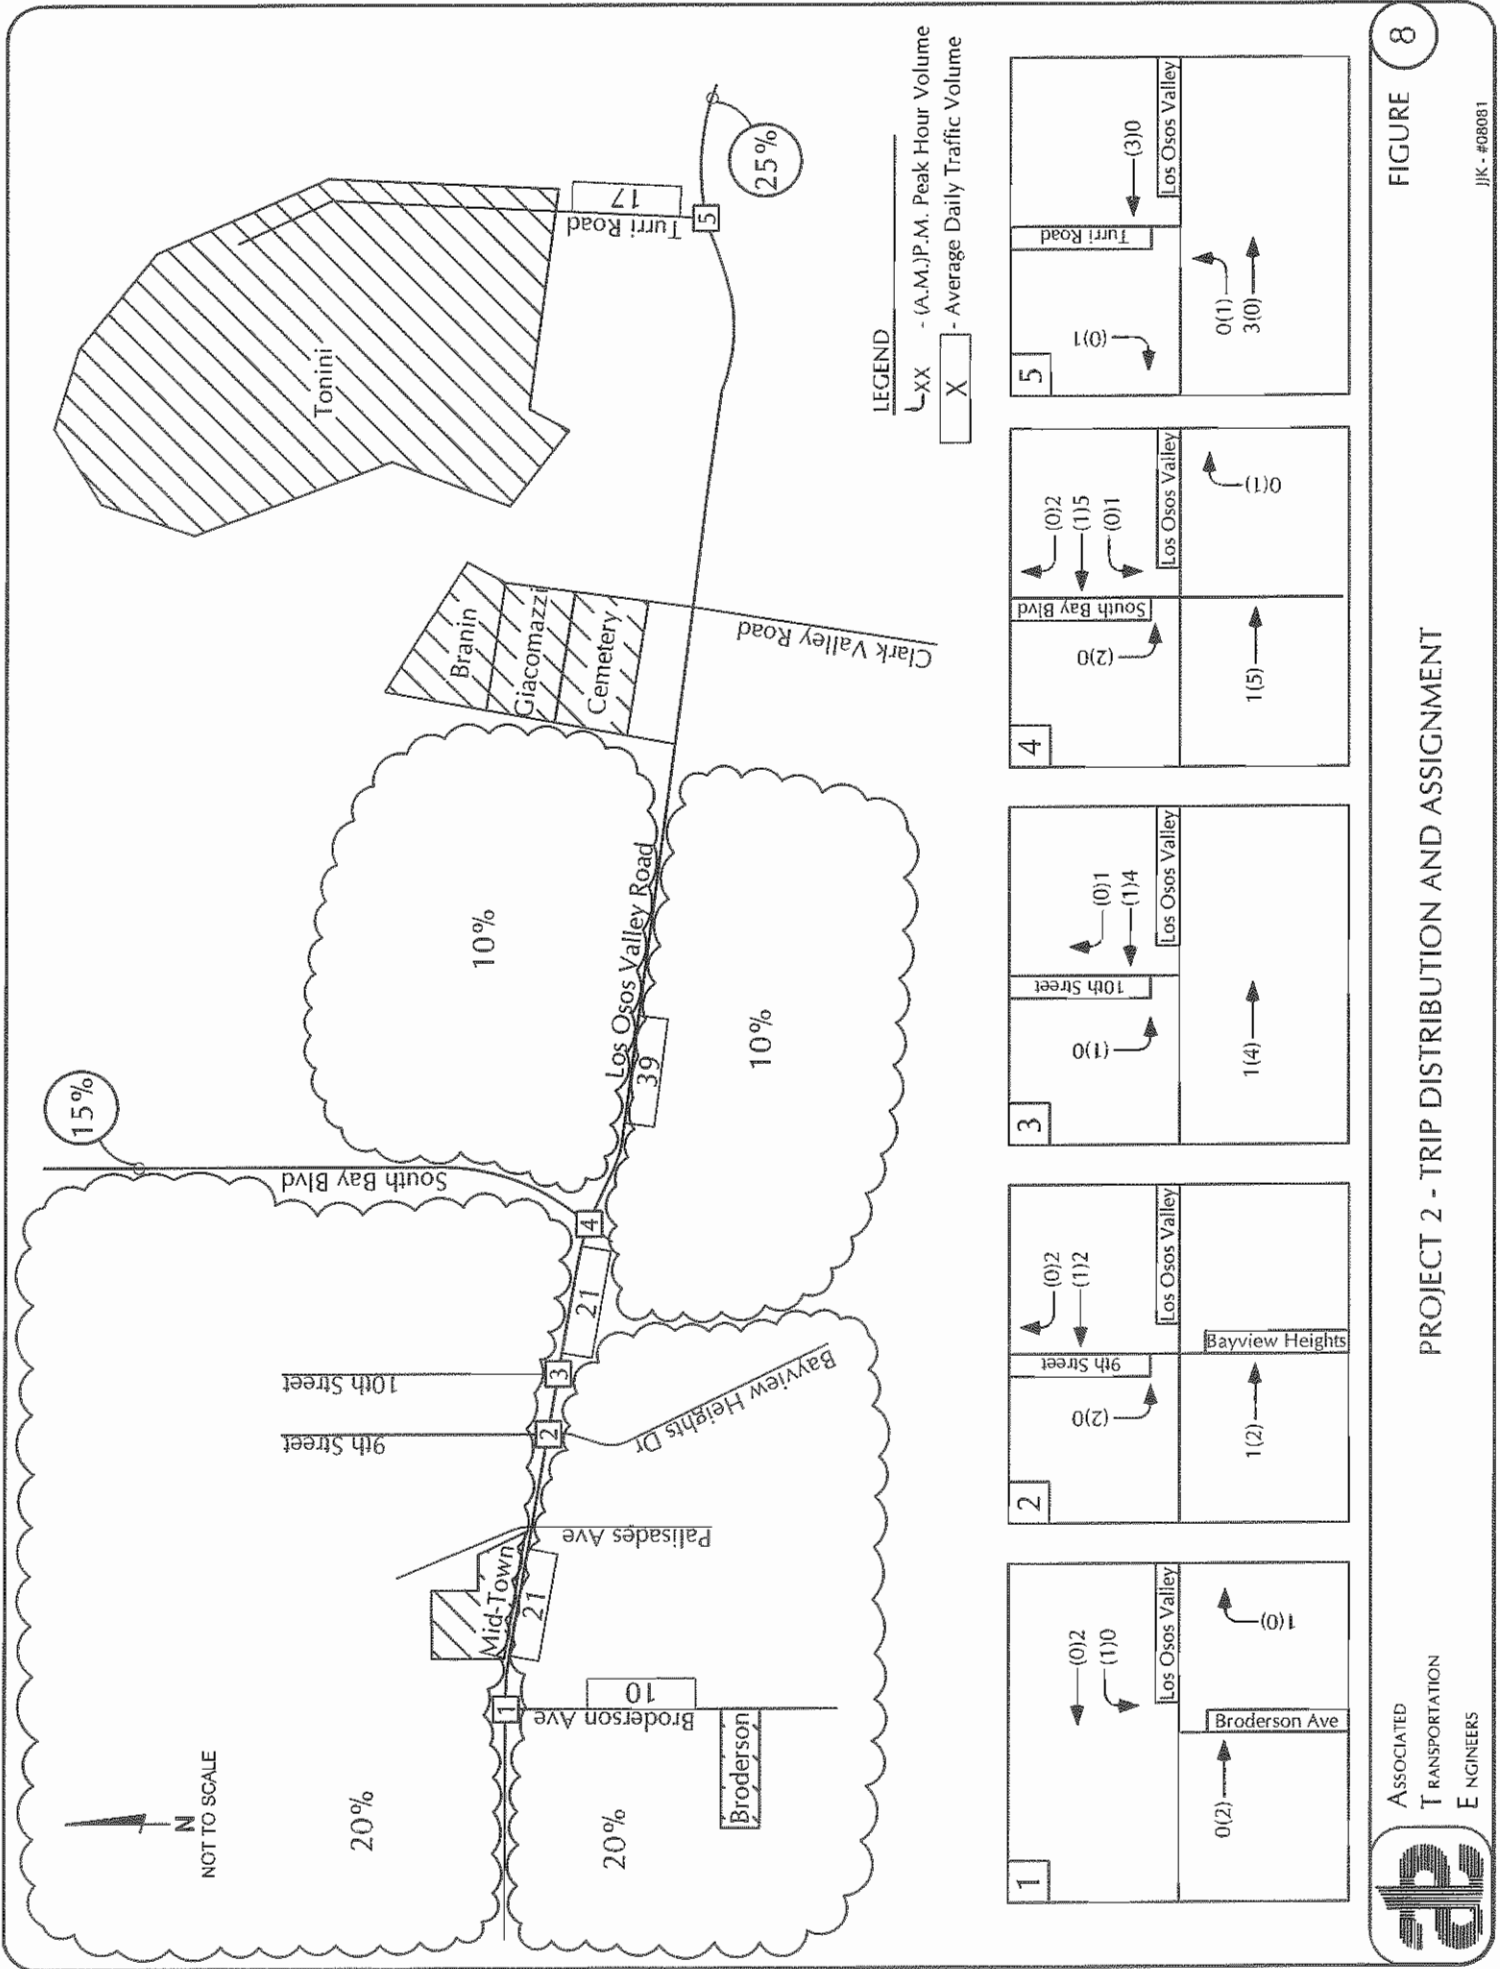 N
NOT TO SCALE
20%
20%
15%
South Bay Blvd
10th Street
9th Street
Bayview Heights Dr
Palisades Ave
Mid-Town
21
10
Broderson Ave
Broderson
1
2
3
4
21
39
Los Osos Valley Road
10%
10%
Branin
Giacomazzi
Cemetery
Clark Valley Road
Tonini
17
Turri Road
5
25%
LEGEND
XX - (A.M.)P.M. Peak Hour Volume
X - Average Daily Traffic Volume
1
(0)2
(1)0
Los Osos Valley
Broderson Ave
0(2)
1(0)
2
(0)2
(1)2
9th Street
(2)0
Los Osos Valley
Bayview Heights
1(2)
3
(0)1
(1)4
10th Street
(1)0
Los Osos Valley
1(4)
4
(0)2
(1)5
(0)1
South Bay Blvd
(2)0
Los Osos Valley
1(5)
0(1)
5
(0)1
Turri Road
(3)0
Los Osos Valley
0(1)
3(0)
ASSOCIATED
TRANSPORTATION
ENGINEERS
PROJECT 2 - TRIP DISTRIBUTION AND ASSIGNMENT
FIGURE 8
JJK - #08081